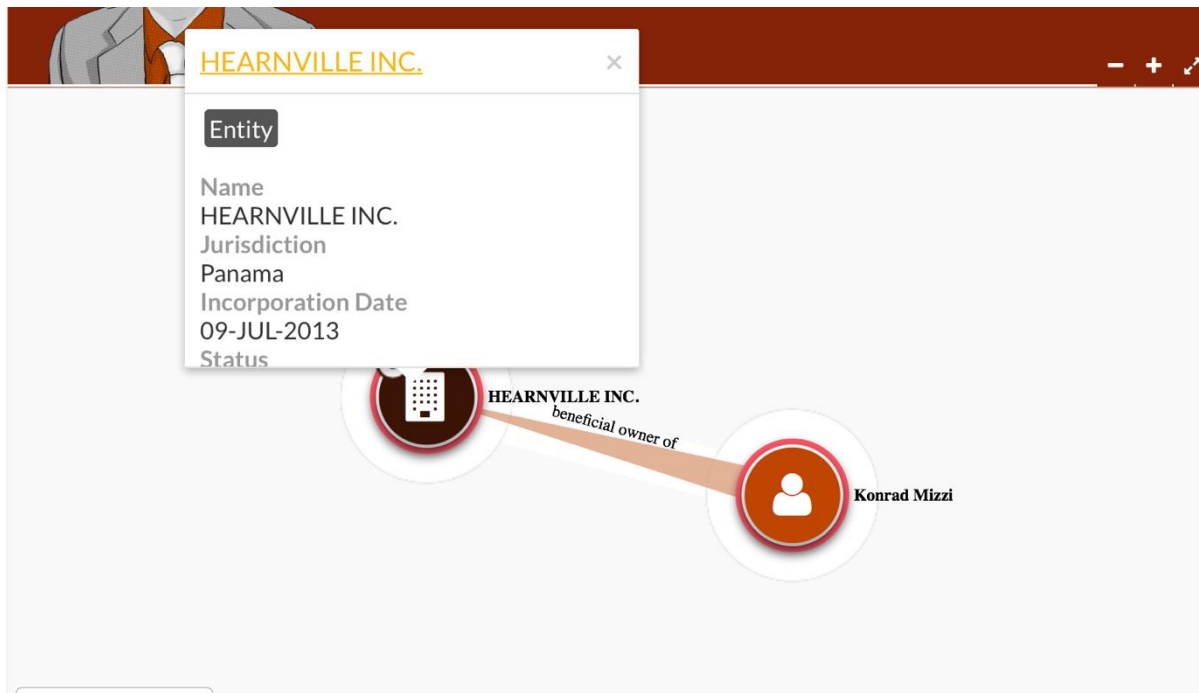 HEARNVILLE INC.
×
Entity
Name
HEARNVILLE INC.
Jurisdiction
Panama
Incorporation Date
09-JUL-2013
Status
HEARNVILLE INC.
beneficial owner of
Konrad Mizzi